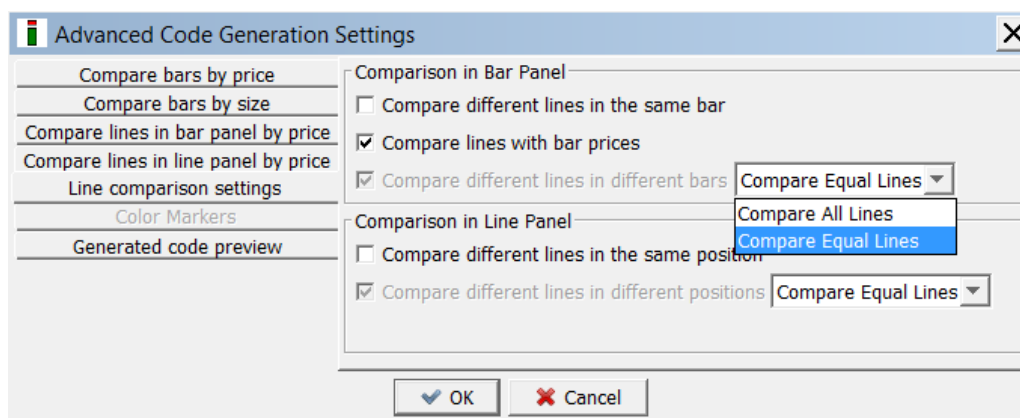 Advanced Code Generation Settings
Compare bars by price
Compare bars by size
Compare lines in bar panel by price
Compare lines in line panel by price
Line comparison settings
Color Markers
Generated code preview
Comparison in Bar Panel
Compare different lines in the same bar
Compare lines with bar prices
Compare different lines in different bars Compare Equal Lines
Compare All Lines
Compare Equal Lines
Comparison in Line Panel
Compare different lines in the same position
Compare different lines in different positions Compare Equal Lines
OK Cancel